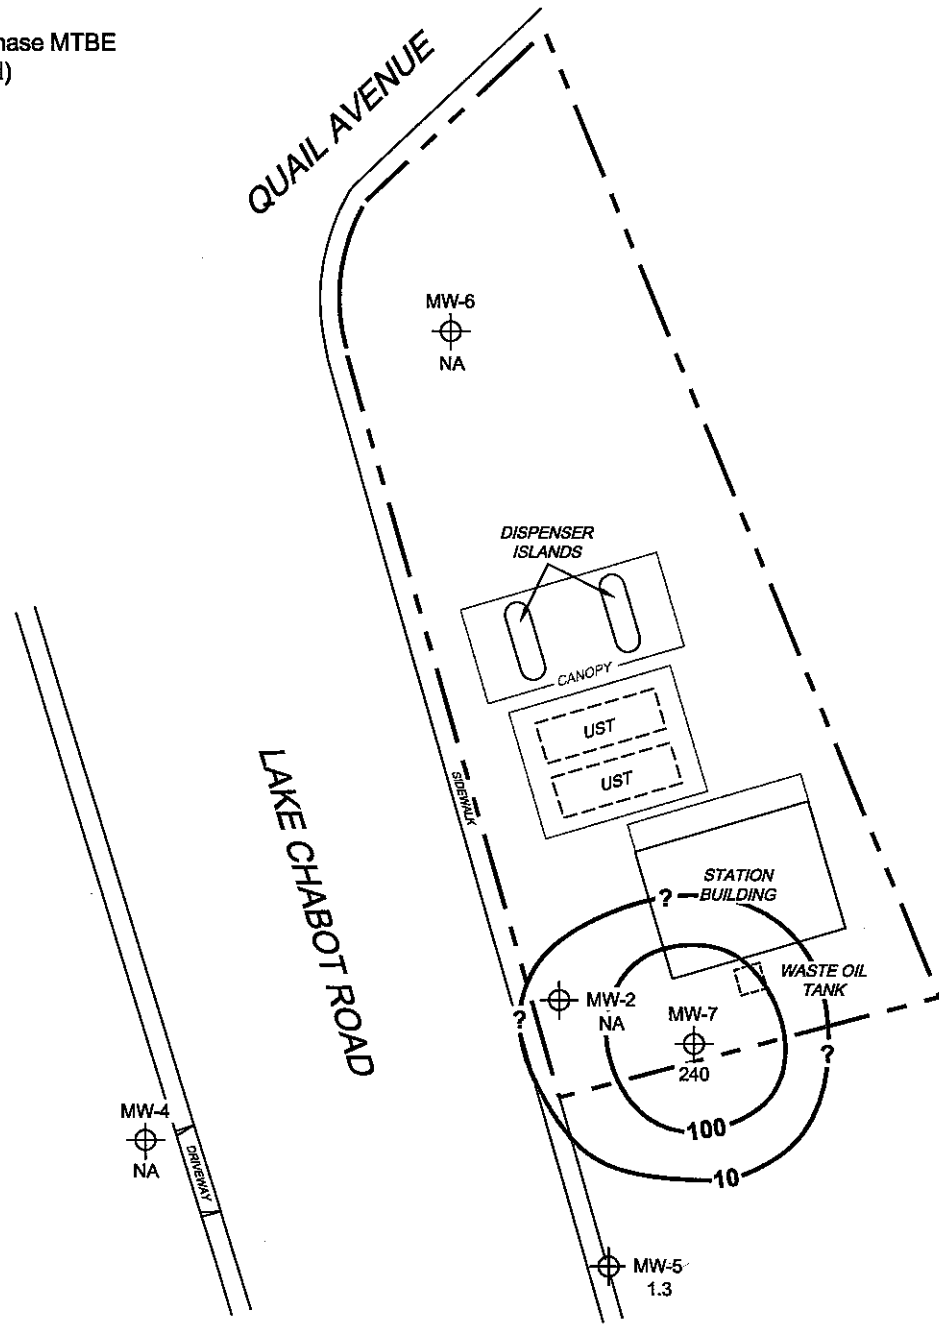 hase MTBE
l)
QUAIL AVENUE
MW-6
NA
DISPENSER
ISLANDS
CANOPY
UST
UST
SIDEWALK
LAKE CHABOT ROAD
STATION
BUILDING
?
WASTE OIL
TANK
MW-2
NA
?
MW-7
240
?
100
10
MW-4
NA
DRIVEWAY
MW-5
1.3